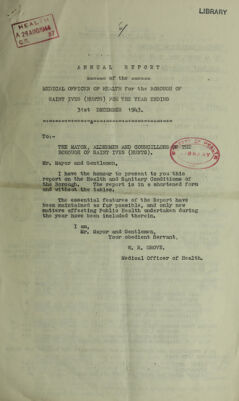 LIBRARY
HEALTH
29 AUG 1944
ANNUAL REPORT
of the
MEDICAL OFFICER OF HEALTH for the BOROUGH OF
SAINT IVES (HUNTS) FOR THE YEAR ENDING
31st DECEMBER 1943.
To:-
THE MAYOR, ALDERMEN AND COUNCILLORS OF THE
BOROUGH OF SAINT IVES (HUNTS).
Mr. Mayor and Gentlemen,
I have the honour to present to you this
report on the Health and Sanitary Conditions of
the Borough. The report is in a shortened form
and without the tables.
The essential features of the Report have
been maintained as far as possible, and only new
matters affecting Public Health undertaken during
the year have been included therein.
I am,
Mr. Mayor and Gentlemen,
Your obedient Servant,
W. R. GROVE,
Medical Officer of Health.